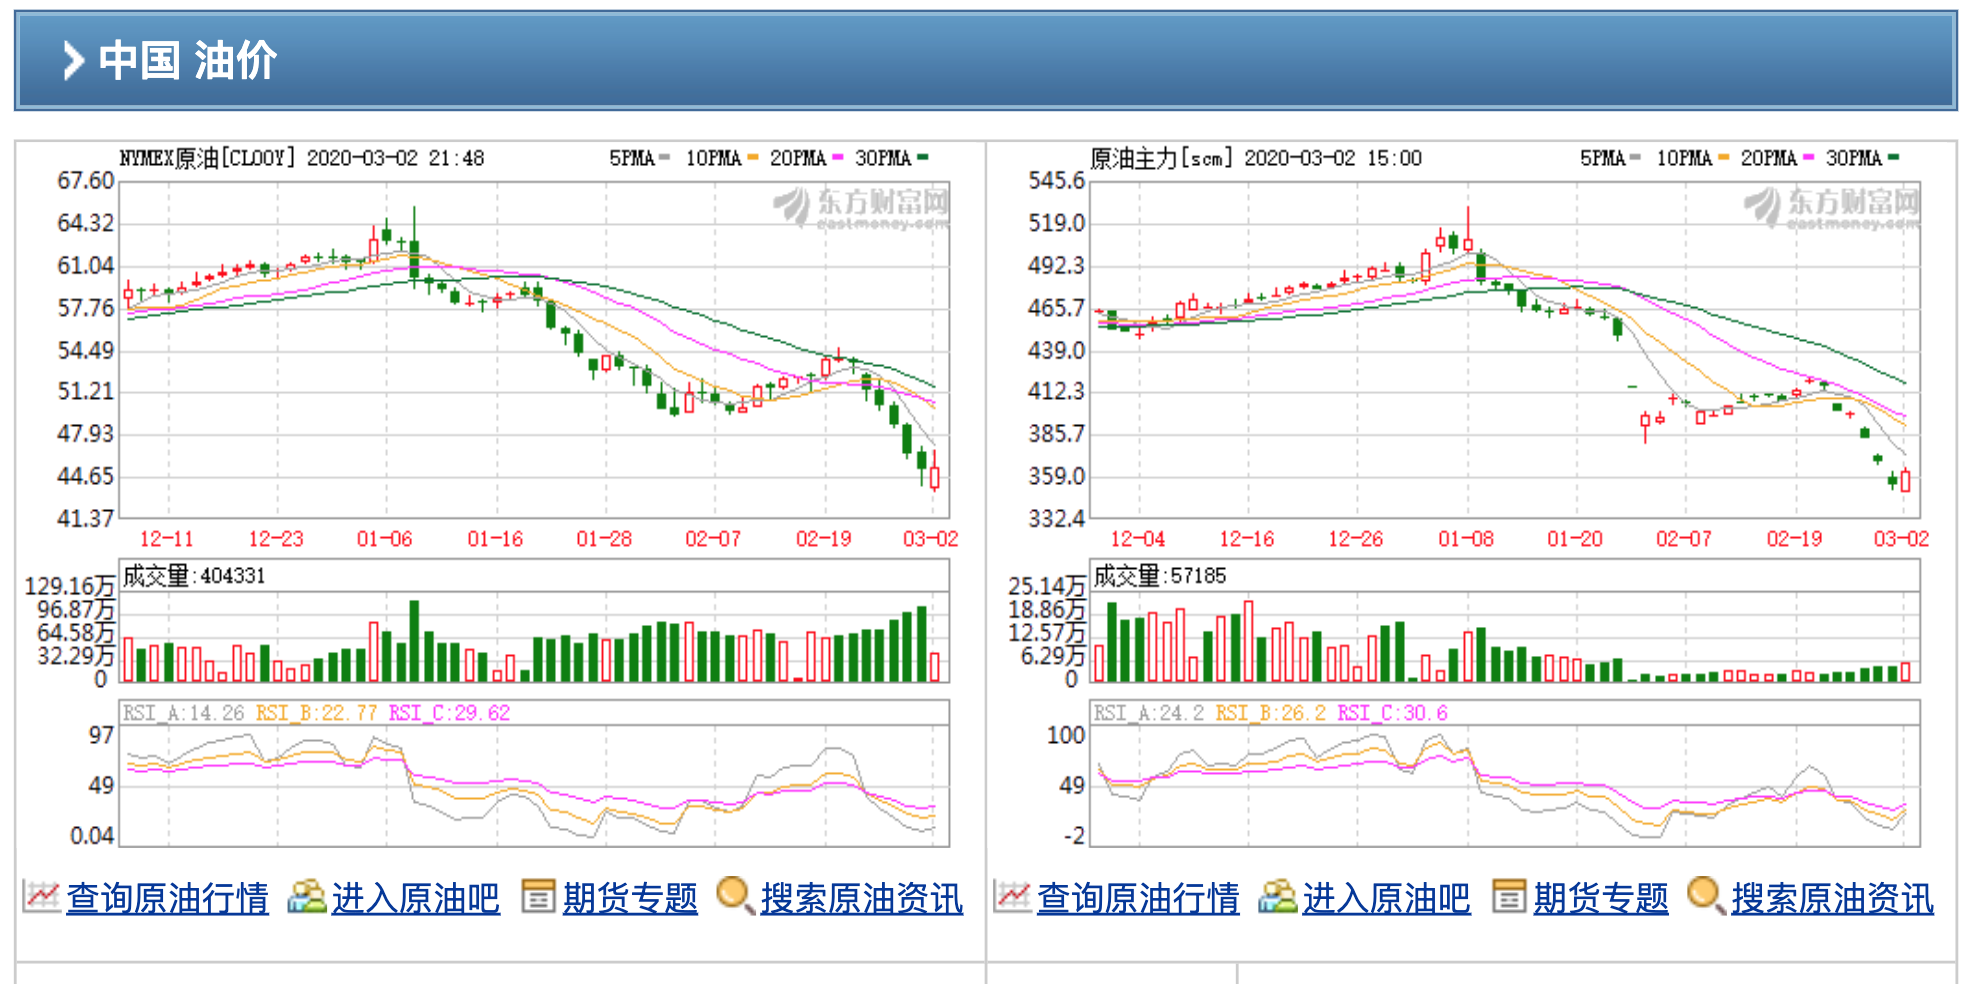 中国 油价
NYMEX原油[CL00Y] 2020-03-02 21:48 5PMA 10PMA 20PMA 30PMA
东方财富网
eastmoney.com
67.60
64.32
61.04
57.76
54.49
51.21
47.93
44.65
41.37
12-11 12-23 01-06 01-16 01-28 02-07 02-19 03-02
成交量:404331
129.16万
96.87万
64.58万
32.29万
0
RSI_A:14.26 RSI_B:22.77 RSI_C:29.62
97
49
0.04
查询原油行情 进入原油吧 期货专题 搜索原油资讯
原油主力[scm] 2020-03-02 15:00 5PMA 10PMA 20PMA 30PMA
东方财富网
eastmoney.com
545.6
519.0
492.3
465.7
439.0
412.3
385.7
359.0
332.4
12-04 12-16 12-26 01-08 01-20 02-07 02-19 03-02
成交量:57185
25.14万
18.86万
12.57万
6.29万
0
RSI_A:24.2 RSI_B:26.2 RSI_C:30.6
100
49
-2
查询原油行情 进入原油吧 期货专题 搜索原油资讯